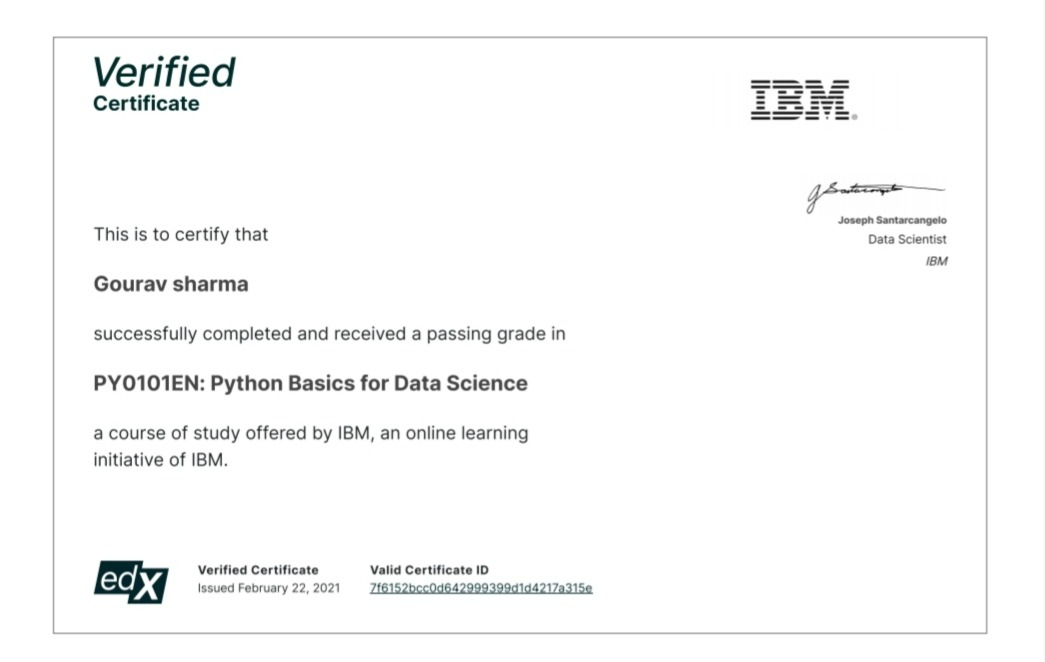 Verified
Certificate
IBM
Joseph Santarcangelo
Data Scientist
IBM
This is to certify that
Gourav sharma
successfully completed and received a passing grade in
PY0101EN: Python Basics for Data Science
a course of study offered by IBM, an online learning
initiative of IBM.
edX
Verified Certificate
Issued February 22, 2021
Valid Certificate ID
7f6152bcc0d642999399d1d4217a315e